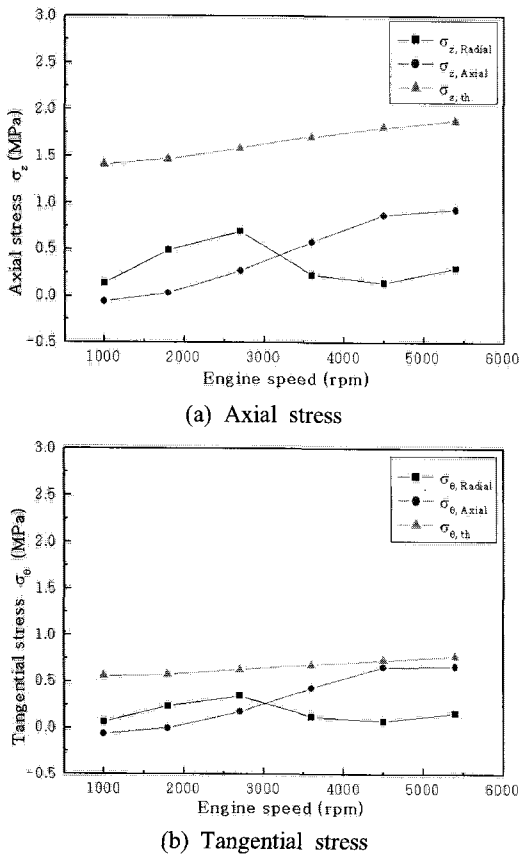 3.0
2.5
2.0
1.5
1.0
0.5
0.0
−0.5
Axial stress σz (MPa)
σz, Radial
σz, Axial
σz, th
1000 2000 3000 4000 5000 6000
Engine speed (rpm)
(a) Axial stress
3.0
2.5
2.0
1.5
1.0
0.5
0.0
−0.5
Tangential stress σθ (MPa)
σθ, Radial
σθ, Axial
σθ, th
1000 2000 3000 4000 5000 6000
Engine speed (rpm)
(b) Tangential stress